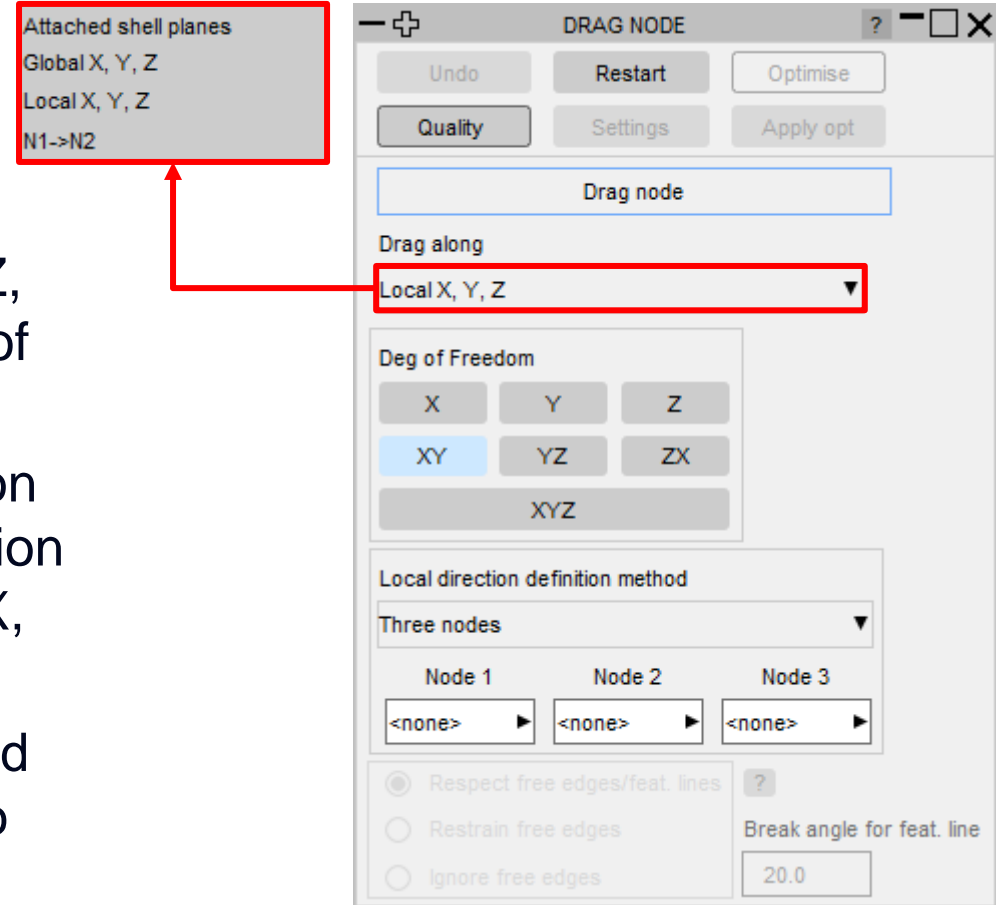 Attached shell planes
Global X, Y, Z
Local X, Y, Z
N1->N2
Z,
of
on
ion
X,
d
o
DRAG NODE ?
Undo Restart Optimise
Quality Settings Apply opt
Drag node
Drag along
Local X, Y, Z
Deg of Freedom
X Y Z
XY YZ ZX
XYZ
Local direction definition method
Three nodes
Node 1 Node 2 Node 3
<none> <none> <none>
Respect free edges/feat. lines ?
Restrain free edges Break angle for feat. line
Ignore free edges 20.0